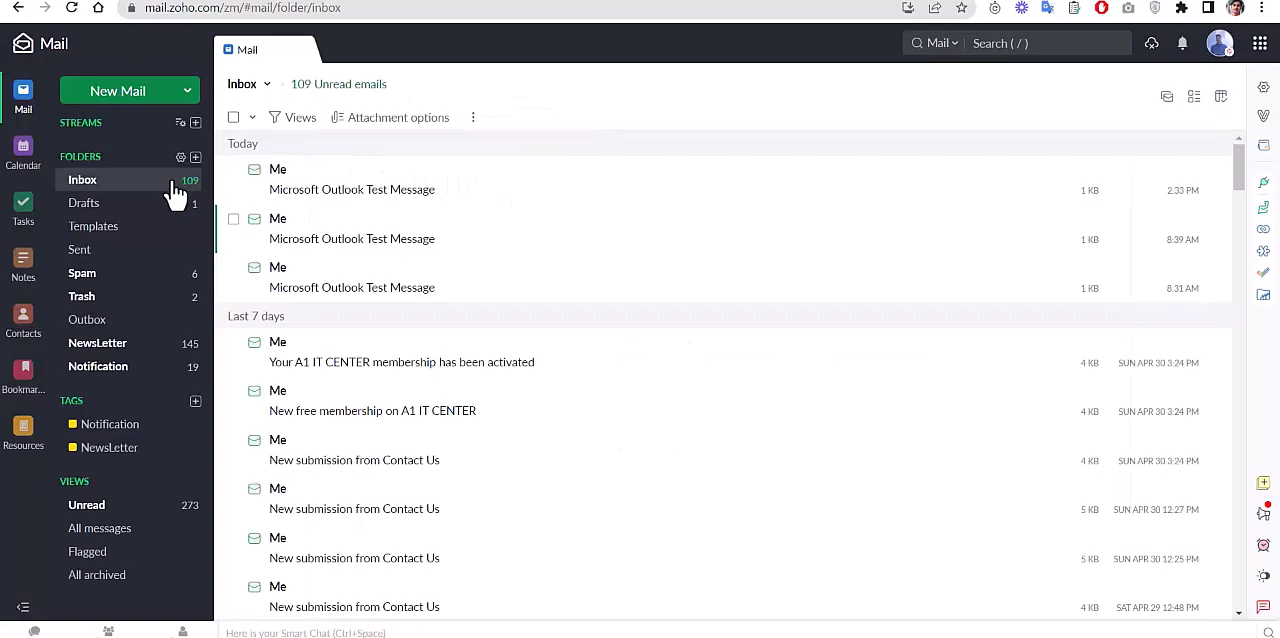 mail.zoho.com/zm/#mail/folder/inbox
Mail
Mail
Mail
Search ( / )
Mail
Calendar
Tasks
Notes
Contacts
Bookmar...
Resources
New Mail
STREAMS
FOLDERS
Inbox 109
Drafts 1
Templates
Sent
Spam 6
Trash 2
Outbox
NewsLetter 145
Notification 19
TAGS
Notification
NewsLetter
VIEWS
Unread 273
All messages
Flagged
All archived
Inbox 109 Unread emails
Views Attachment options
Today
Me
Microsoft Outlook Test Message 1 KB 2:33 PM
Me
Microsoft Outlook Test Message 1 KB 8:39 AM
Me
Microsoft Outlook Test Message 1 KB 8:31 AM
Last 7 days
Me
Your A1 IT CENTER membership has been activated 4 KB SUN APR 30 3:24 PM
Me
New free membership on A1 IT CENTER 4 KB SUN APR 30 3:24 PM
Me
New submission from Contact Us 4 KB SUN APR 30 3:24 PM
Me
New submission from Contact Us 5 KB SUN APR 30 12:27 PM
Me
New submission from Contact Us 5 KB SUN APR 30 12:25 PM
Me
New submission from Contact Us 4 KB SAT APR 29 12:48 PM
Here is your Smart Chat (Ctrl+Space)